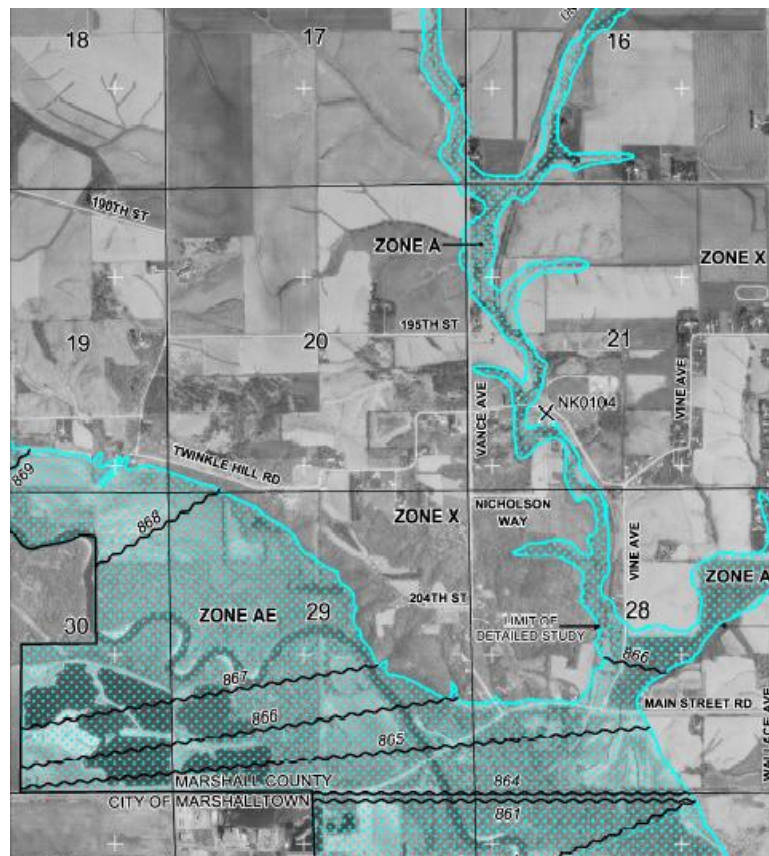 18
17
16
190TH ST
ZONE A
ZONE X
195TH ST
19
20
21
NK0104
VANCE AVE
VINE AVE
TWINKLE HILL RD
869
868
ZONE X
NICHOLSON
WAY
VINE AVE
ZONE A
204TH ST
ZONE AE
29
30
28
LIMIT OF
DETAILED STUDY
866
867
866
MAIN STREET RD
865
WALLACE AVE
MARSHALL COUNTY
864
CITY OF MARSHALLTOWN
861